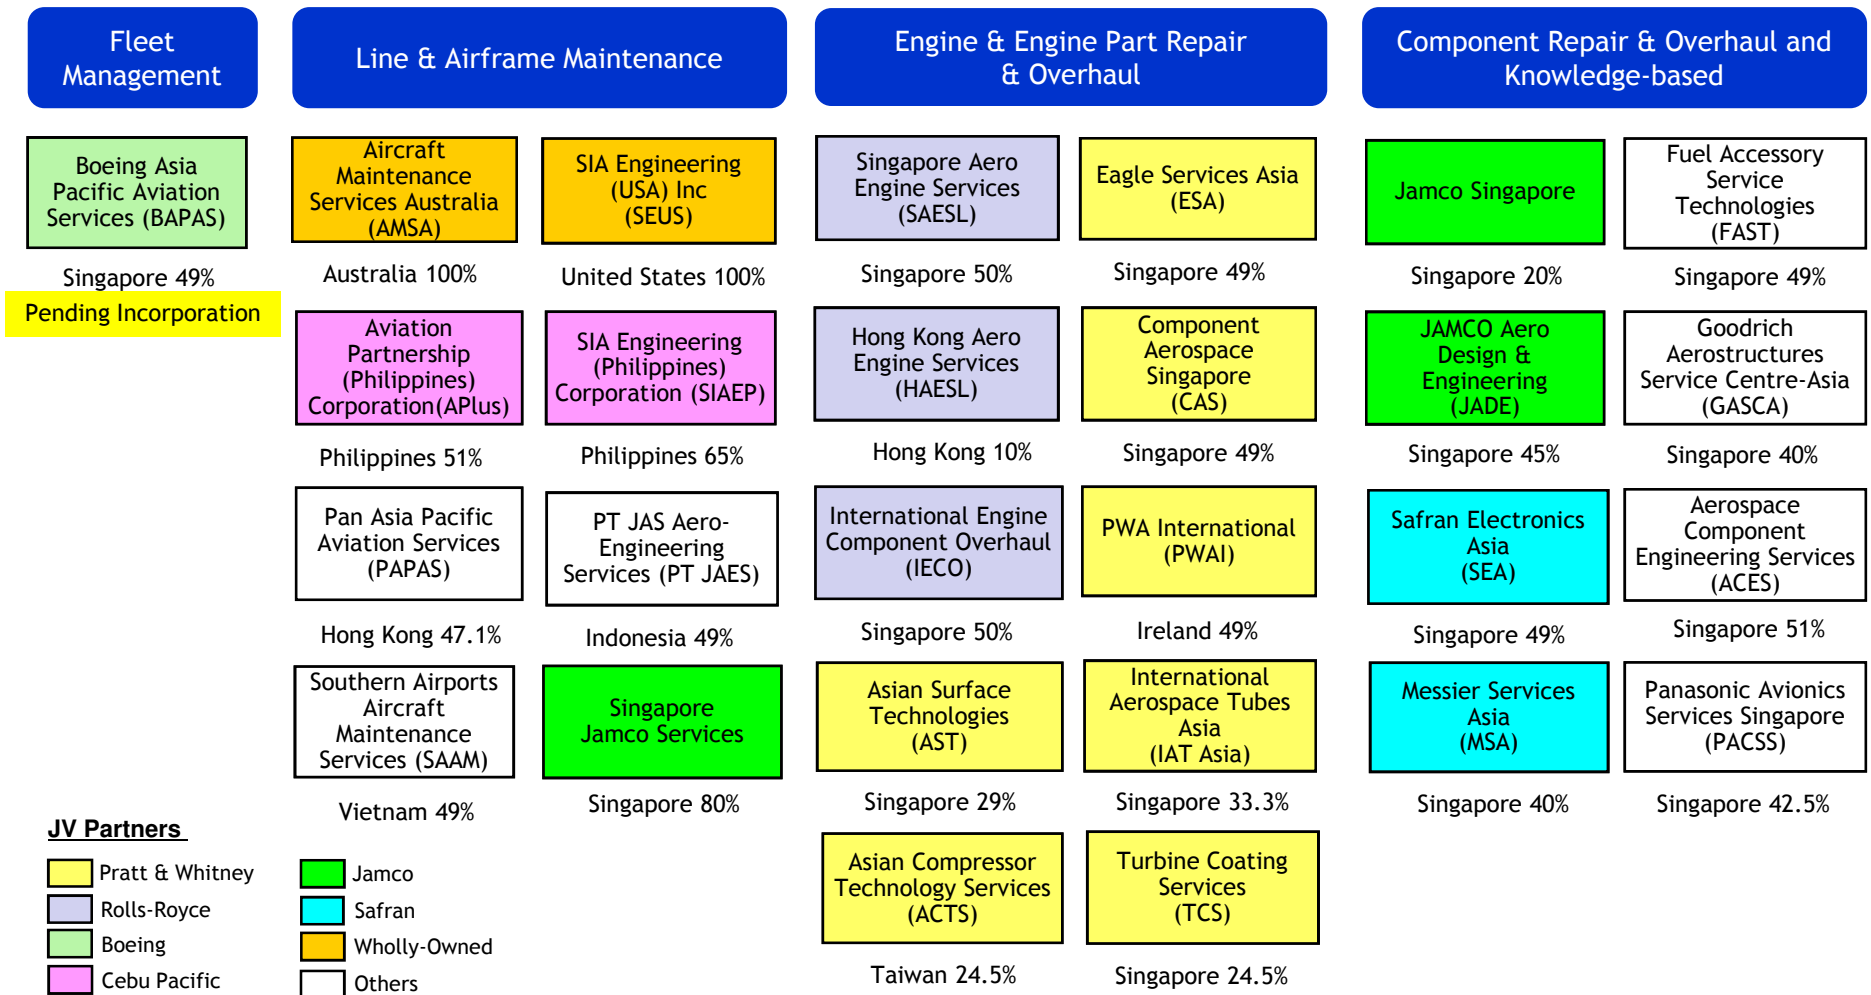 Fleet
Management
Line & Airframe Maintenance
Engine & Engine Part Repair
& Overhaul
Component Repair & Overhaul and
Knowledge-based
Boeing Asia
Pacific Aviation
Services (BAPAS)
Singapore 49%
Pending Incorporation
Aircraft
Maintenance
Services Australia
(AMSA)
Australia 100%
SIA Engineering
(USA) Inc
(SEUS)
United States 100%
Aviation
Partnership
(Philippines)
Corporation(APlus)
Philippines 51%
SIA Engineering
(Philippines)
Corporation (SIAEP)
Philippines 65%
Pan Asia Pacific
Aviation Services
(PAPAS)
Hong Kong 47.1%
PT JAS Aero-
Engineering
Services (PT JAES)
Indonesia 49%
Southern Airports
Aircraft
Maintenance
Services (SAAM)
Vietnam 49%
Singapore
Jamco Services
Singapore 80%
Singapore Aero
Engine Services
(SAESL)
Singapore 50%
Eagle Services Asia
(ESA)
Singapore 49%
Hong Kong Aero
Engine Services
(HAESL)
Hong Kong 10%
Component
Aerospace
Singapore
(CAS)
Singapore 49%
International Engine
Component Overhaul
(IECO)
Singapore 50%
PWA International
(PWAI)
Ireland 49%
Asian Surface
Technologies
(AST)
Singapore 29%
International
Aerospace Tubes
Asia
(IAT Asia)
Singapore 33.3%
Asian Compressor
Technology Services
(ACTS)
Taiwan 24.5%
Turbine Coating
Services
(TCS)
Singapore 24.5%
Jamco Singapore
Singapore 20%
Fuel Accessory
Service
Technologies
(FAST)
Singapore 49%
JAMCO Aero
Design &
Engineering
(JADE)
Singapore 45%
Goodrich
Aerostructures
Service Centre-Asia
(GASCA)
Singapore 40%
Safran Electronics
Asia
(SEA)
Singapore 49%
Aerospace
Component
Engineering Services
(ACES)
Singapore 51%
Messier Services
Asia
(MSA)
Singapore 40%
Panasonic Avionics
Services Singapore
(PACSS)
Singapore 42.5%
JV Partners
Pratt & Whitney
Rolls-Royce
Boeing
Cebu Pacific
Jamco
Safran
Wholly-Owned
Others